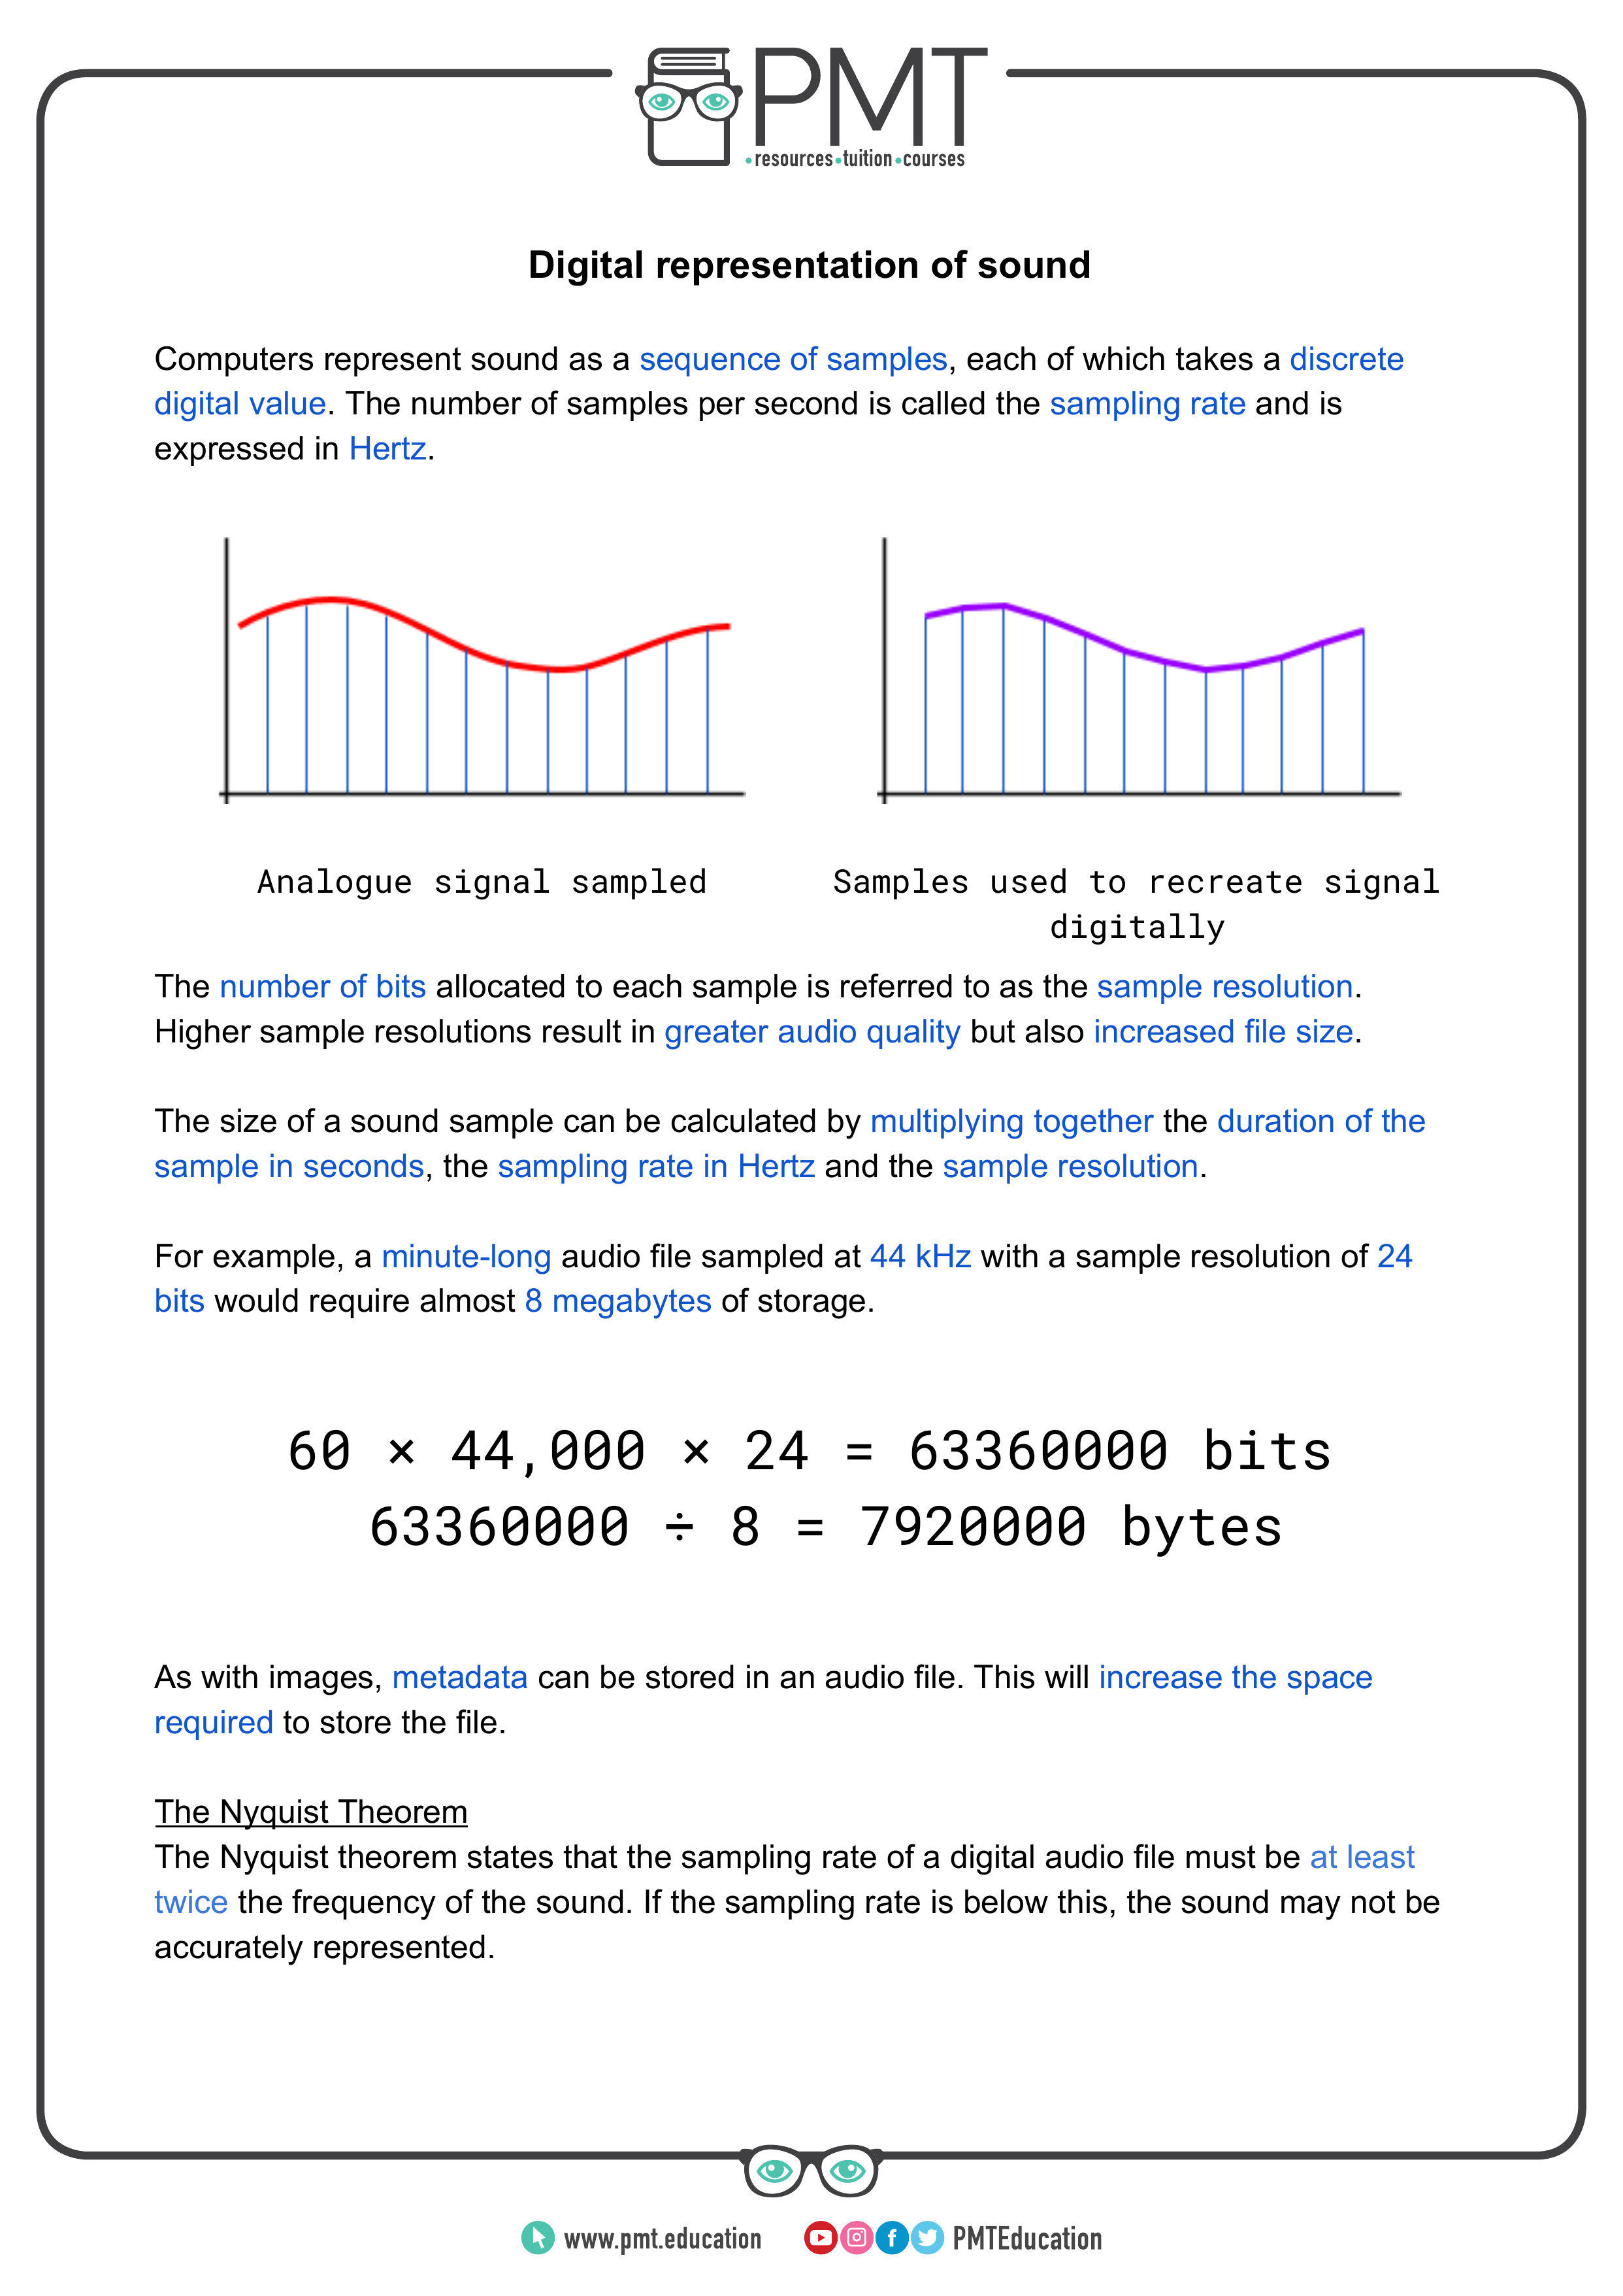 PMT
•resources•tuition•courses
Digital representation of sound
Computers represent sound as a sequence of samples, each of which takes a discrete
digital value. The number of samples per second is called the sampling rate and is
expressed in Hertz.
Analogue signal sampled
Samples used to recreate signal
digitally
The number of bits allocated to each sample is referred to as the sample resolution.
Higher sample resolutions result in greater audio quality but also increased file size.
The size of a sound sample can be calculated by multiplying together the duration of the
sample in seconds, the sampling rate in Hertz and the sample resolution.
For example, a minute-long audio file sampled at 44 kHz with a sample resolution of 24
bits would require almost 8 megabytes of storage.
60 × 44,000 × 24 = 63360000 bits
63360000 ÷ 8 = 7920000 bytes
As with images, metadata can be stored in an audio file. This will increase the space
required to store the file.
The Nyquist Theorem
The Nyquist theorem states that the sampling rate of a digital audio file must be at least
twice the frequency of the sound. If the sampling rate is below this, the sound may not be
accurately represented.
www.pmt.education
PMTEducation